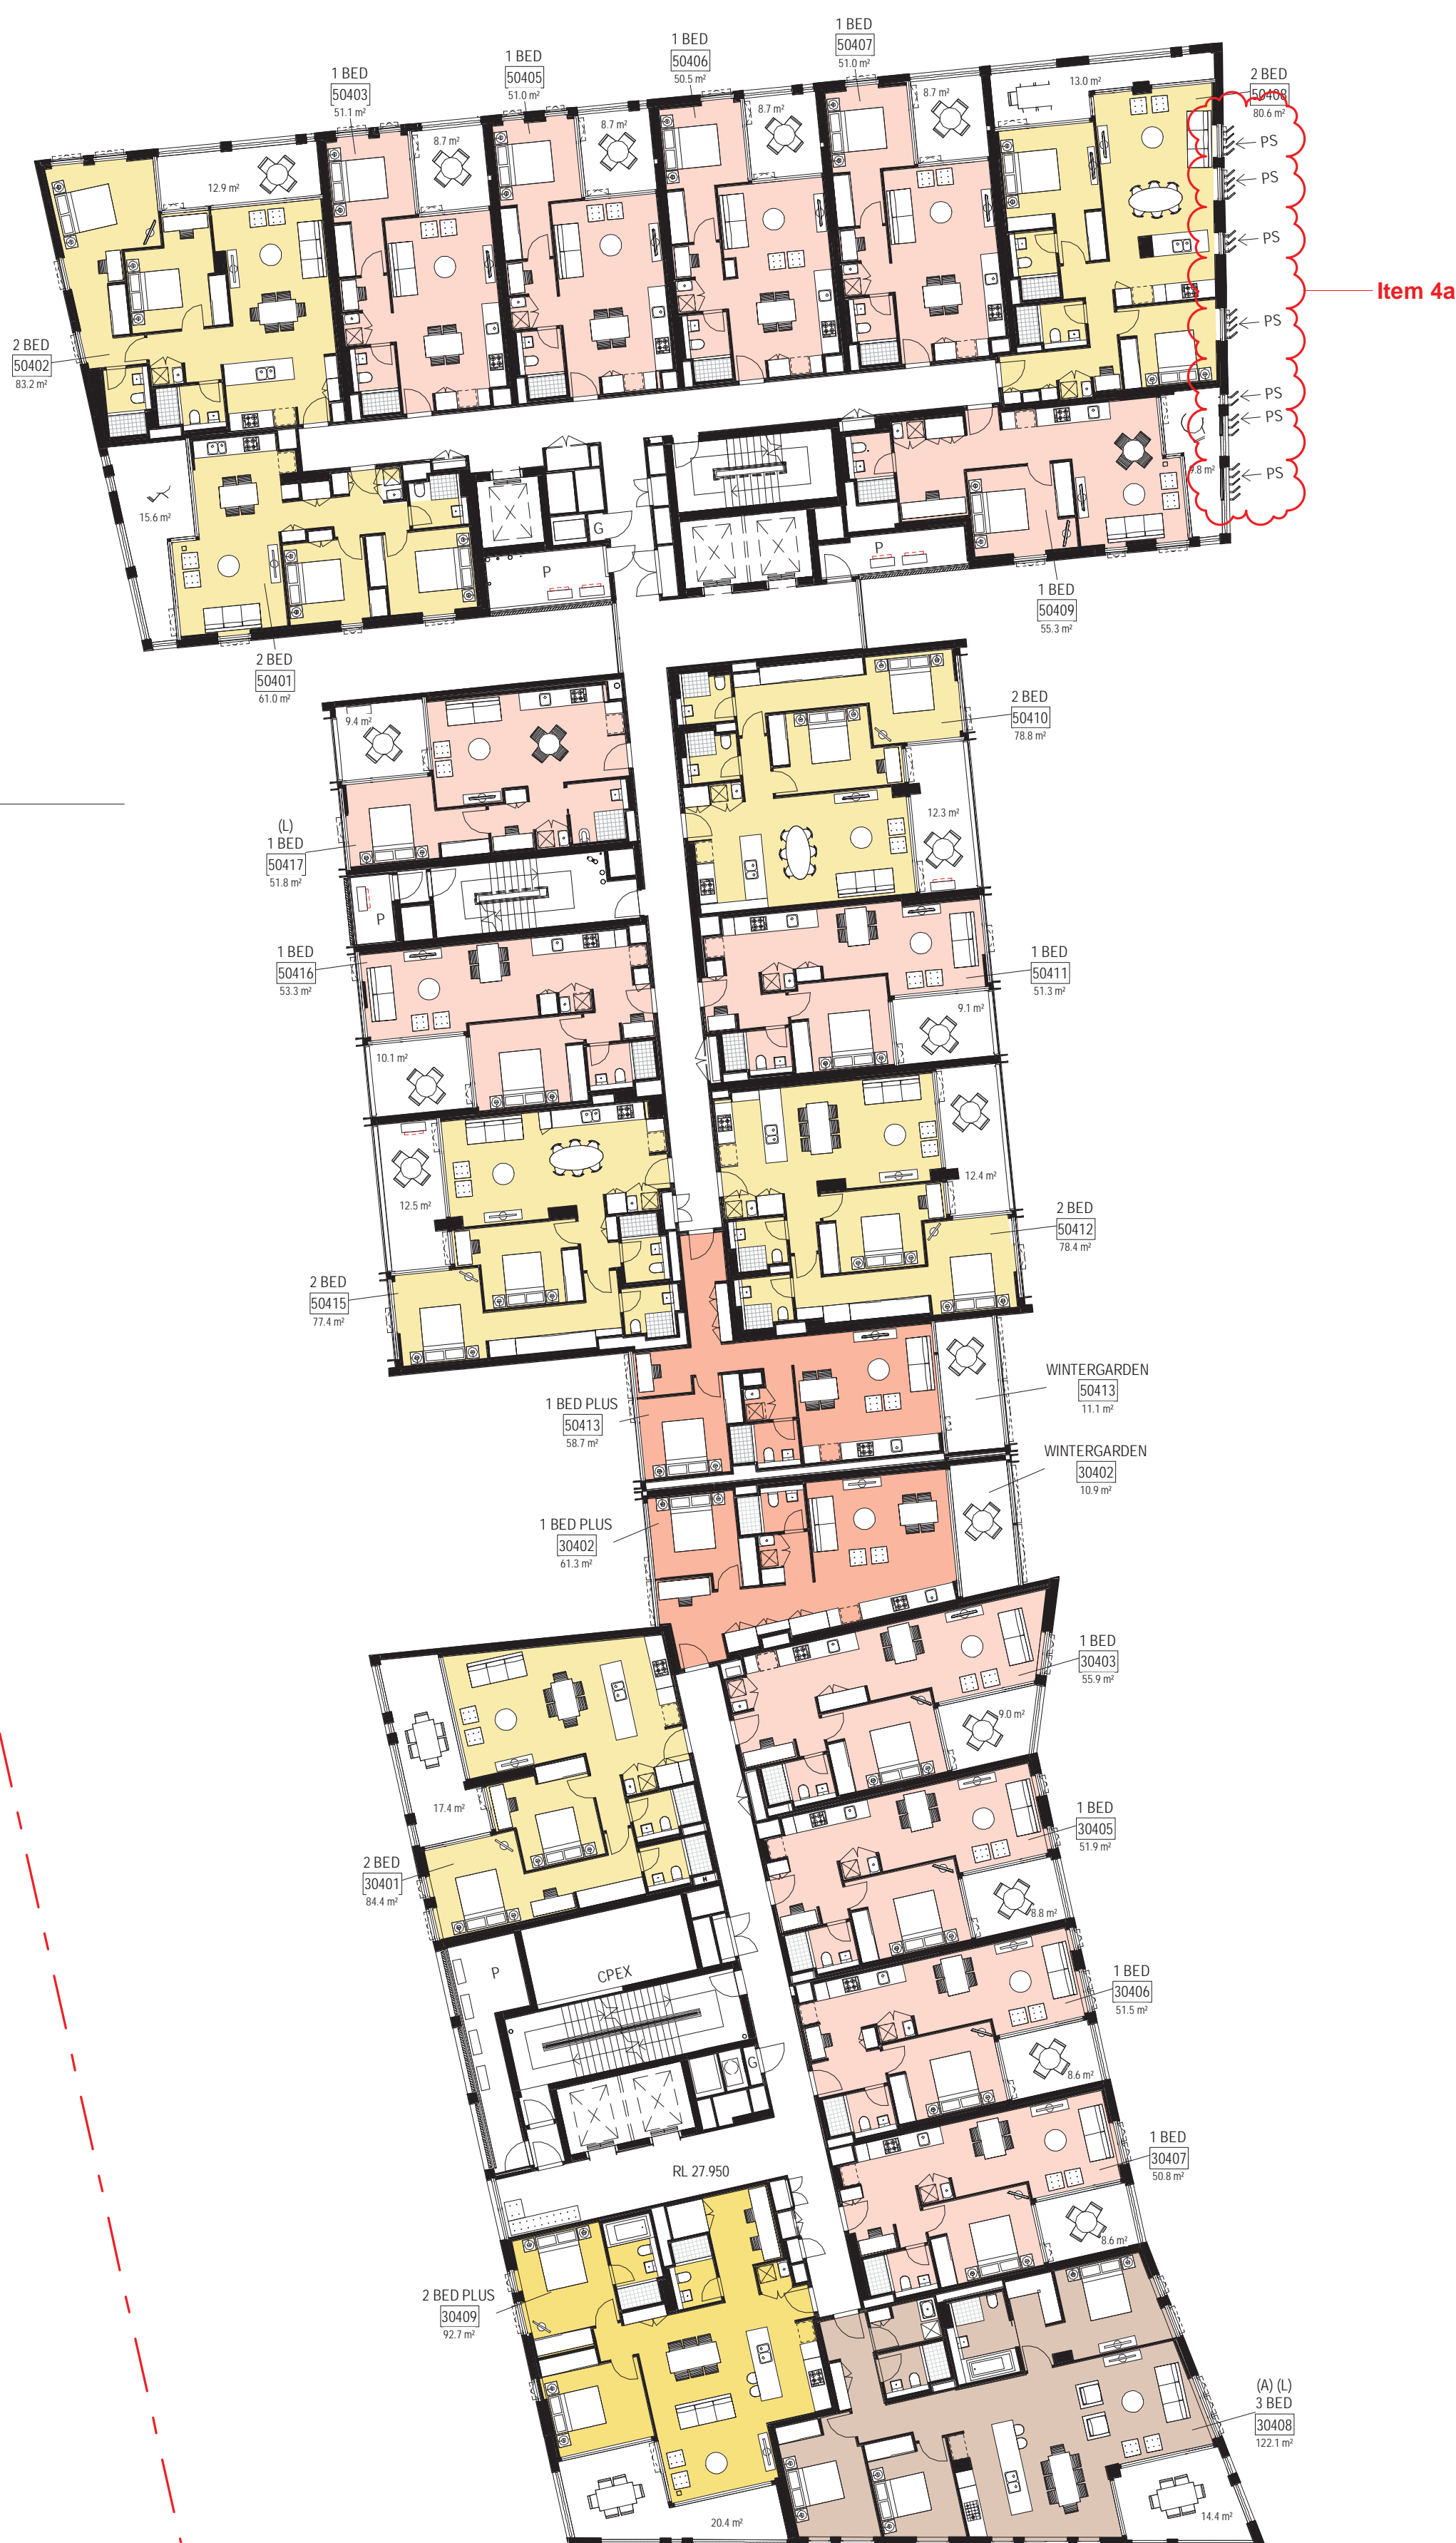 1 BED
50407
51.0 m²
1 BED
50406
50.5 m²
1 BED
50405
51.0 m²
1 BED
50403
51.1 m²
2 BED
50408
80.6 m²
13.0 m²
8.7 m²
8.7 m²
8.7 m²
8.7 m²
12.9 m²
PS
PS
PS
PS
PS
PS
PS
Item 4a
2 BED
50402
83.2 m²
9.8 m²
15.6 m²
G
P
P
1 BED
50409
55.3 m²
2 BED
50401
61.0 m²
2 BED
50410
78.8 m²
9.4 m²
12.3 m²
(L)
1 BED
50417
51.8 m²
P
1 BED
50416
53.3 m²
1 BED
50411
51.3 m²
9.1 m²
10.1 m²
12.4 m²
12.5 m²
2 BED
50412
78.4 m²
2 BED
50415
77.4 m²
WINTERGARDEN
50413
11.1 m²
1 BED PLUS
50413
58.7 m²
WINTERGARDEN
30402
10.9 m²
1 BED PLUS
30402
61.3 m²
1 BED
30403
55.9 m²
9.0 m²
17.4 m²
1 BED
30405
51.9 m²
2 BED
30401
84.4 m²
8.8 m²
P
CPEX
1 BED
30406
51.5 m²
G
8.6 m²
1 BED
30407
50.8 m²
RL 27.950
8.6 m²
2 BED PLUS
30409
92.7 m²
(A) (L)
3 BED
30408
122.1 m²
20.4 m²
14.4 m²